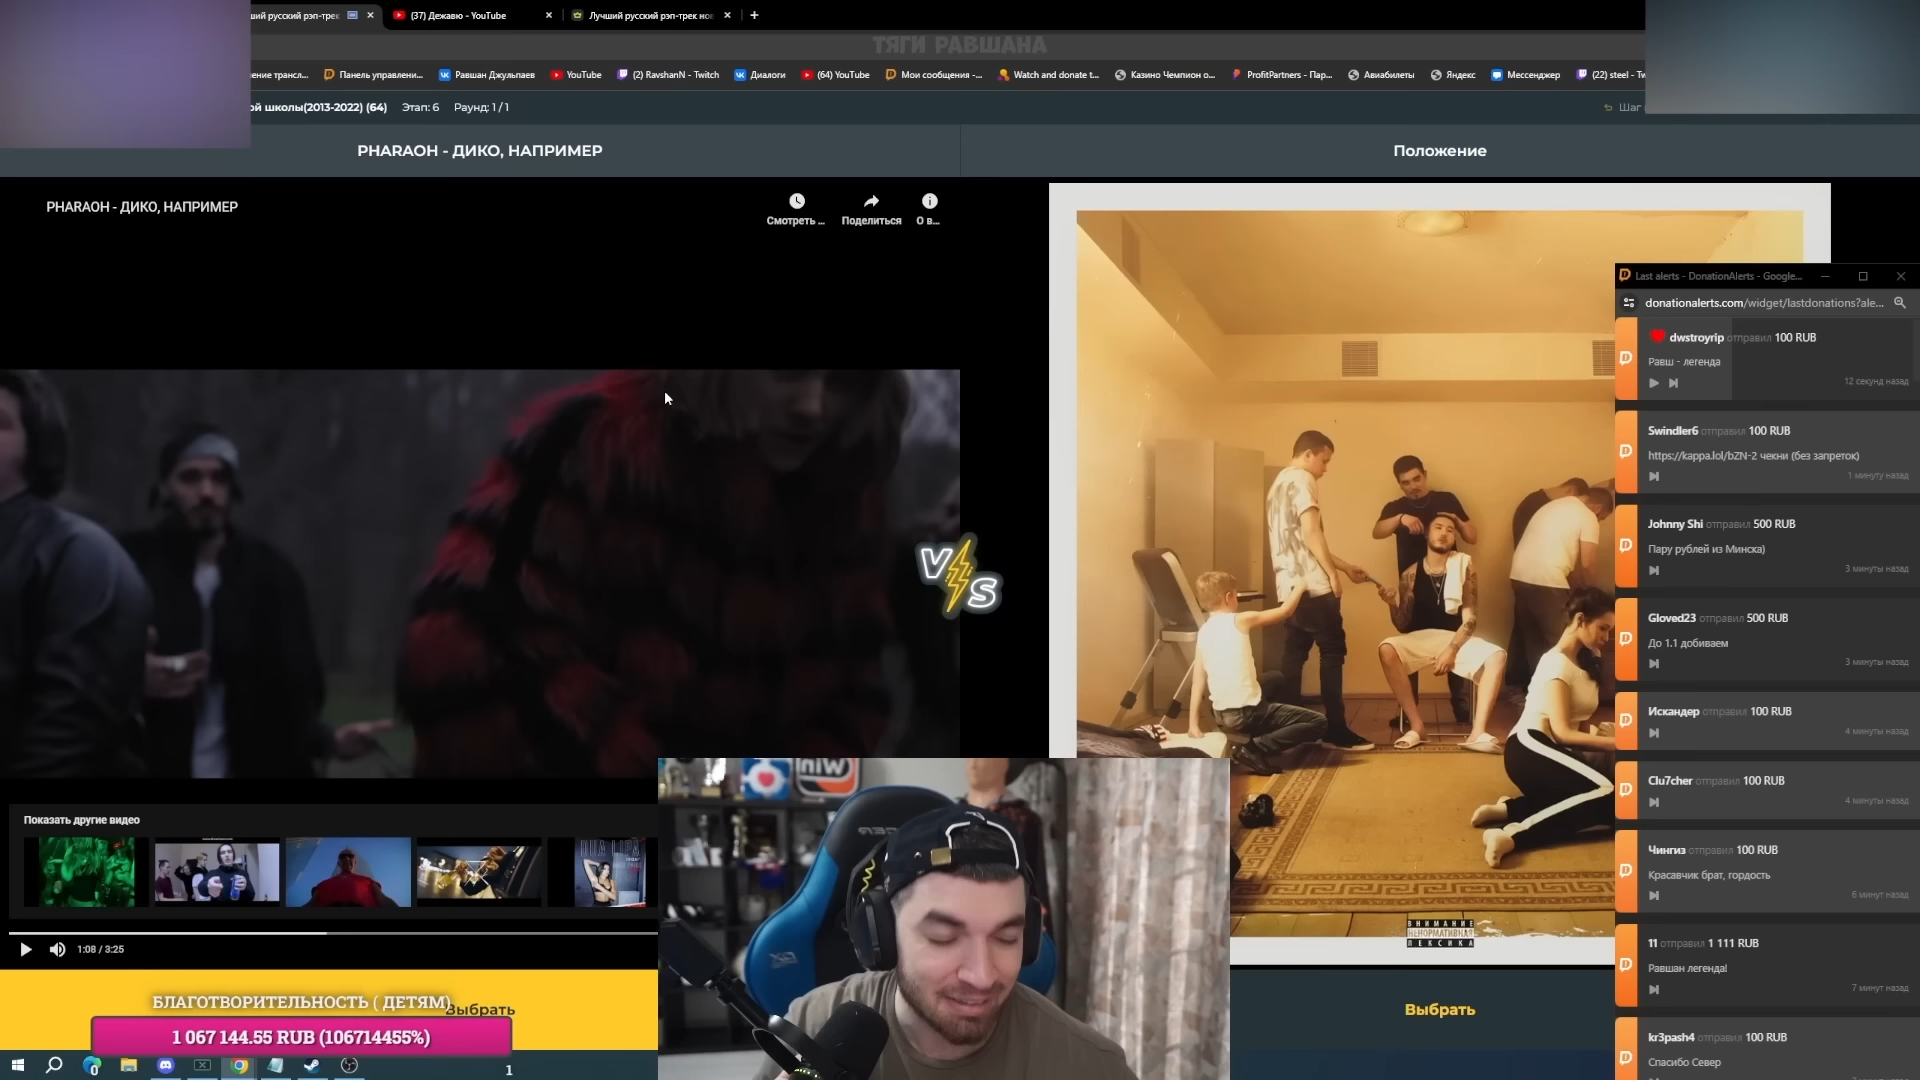 ший русский рэп-трек
(37) Дежавю - YouTube
Лучший русский рэп-трек но
ТЯГИ РАВШАНА
ение трансл...
Панель управлени...
Равшан Джульпаев
YouTube
(2) RavshanN - Twitch
Диалоги
(64) YouTube
Мои сообщения -...
Watch and donate t...
Казино Чемпион о...
ProfitPartners - Пар...
Авиабилеты
Яндекс
Мессенджер
(22) steel - Tw
ой школы(2013-2022) (64)
Этап: 6
Раунд: 1 / 1
Шаг
PHARAOH - ДИКО, НАПРИМЕР
Положение
PHARAOH - ДИКО, НАПРИМЕР
Смотреть ...
Поделиться
О в...
VS
Last alerts - DonationAlerts - Google...
donationalerts.com/widget/lastdonations?ale...
dwstroyrip отправил 100 RUB
Равш - легенда
12 секунд назад
Swindler6 отправил 100 RUB
https://kappa.lol/bZN-2 чекни (без запреток)
1 минуту назад
Johnny Shi отправил 500 RUB
Пару рублей из Минска)
3 минуты назад
Gloved23 отправил 500 RUB
До 1.1 добиваем
3 минуты назад
Искандер отправил 100 RUB
4 минуты назад
Clu7cher отправил 100 RUB
4 минуты назад
Чингиз отправил 100 RUB
Красавчик брат, гордость
6 минут назад
11 отправил 1 111 RUB
Равшан легенда!
7 минут назад
kr3pash4 отправил 100 RUB
Спасибо Север
Показать другие видео
DUA LIPA
Win
1:08 / 3:25
ВНИМАНИЕ
НЕНОРМАТИВНАЯ
ЛЕКСИКА
БЛАГОТВОРИТЕЛЬНОСТЬ ( ДЕТЯМ)
Выбрать
1 067 144.55 RUB (106714455%)
Выбрать
1